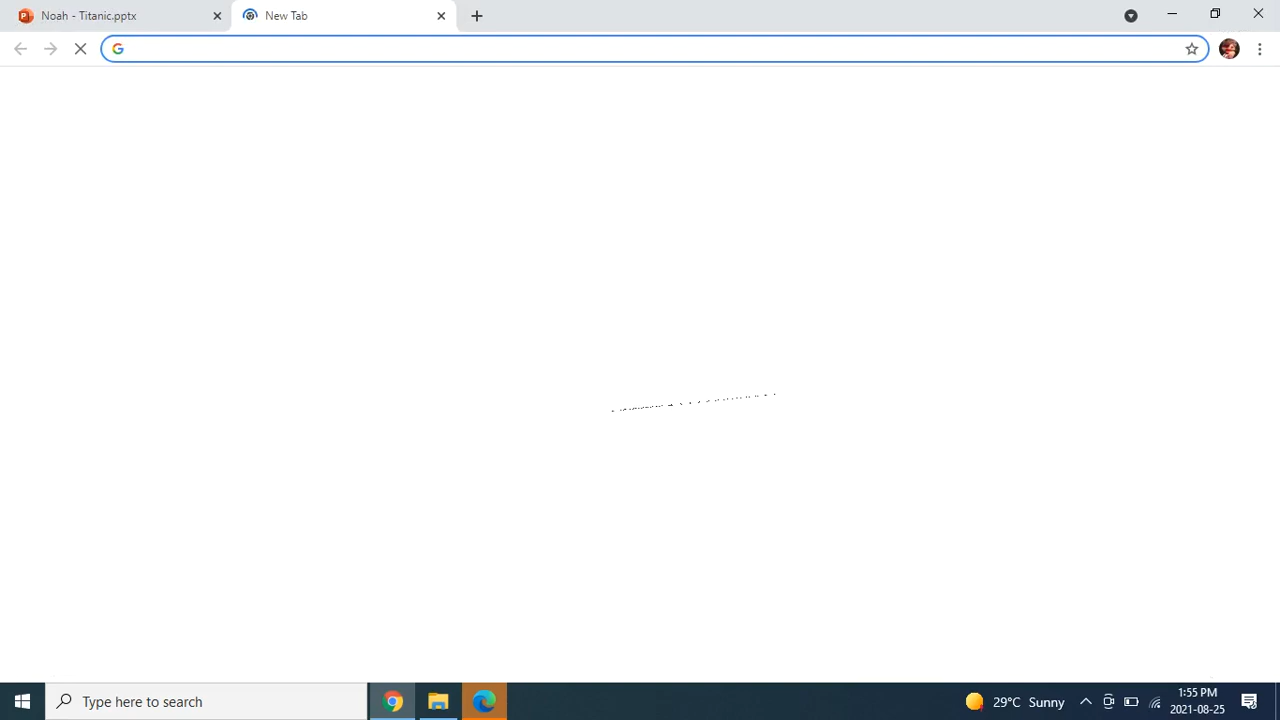 Noah - Titanic.pptx
New Tab
Type here to search
29°C Sunny
1:55 PM
2021-08-25